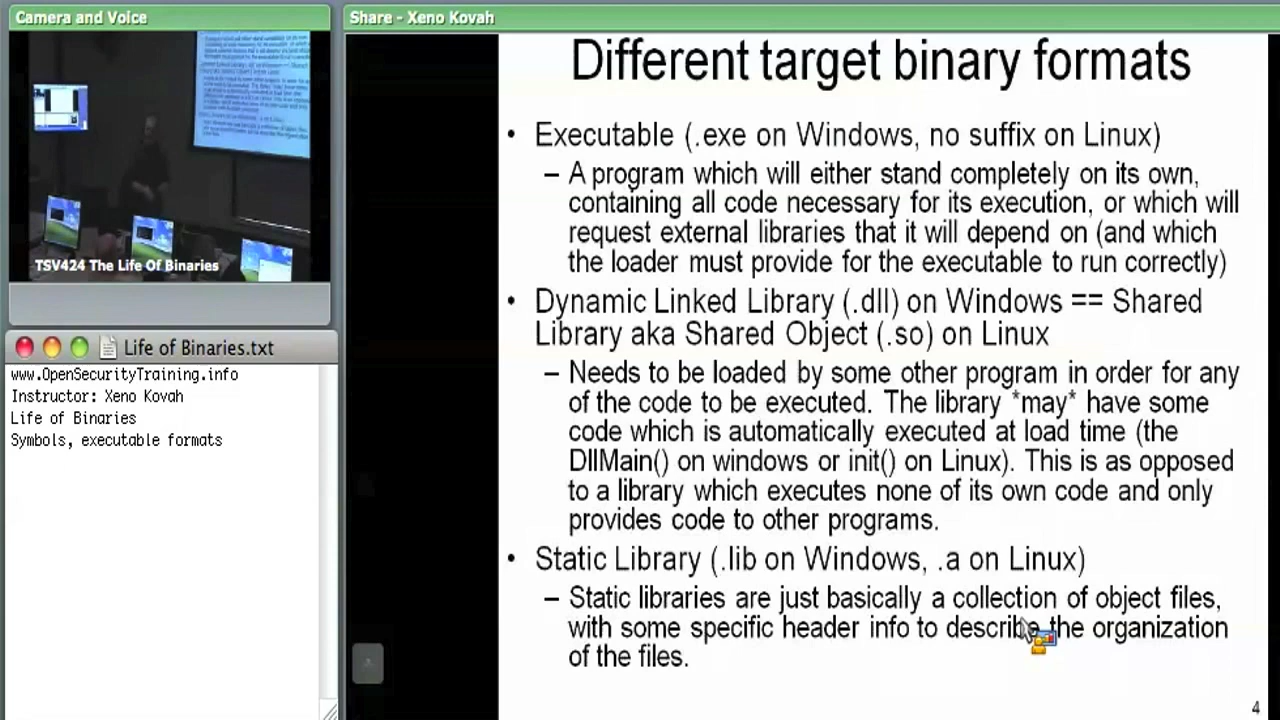 Camera and Voice
TSV424 The Life Of Binaries
Life of Binaries.txt
www.OpenSecurityTraining.info
Instructor: Xeno Kovah
Life of Binaries
Symbols, executable formats
Share - Xeno Kovah
Different target binary formats
• Executable (.exe on Windows, no suffix on Linux)
– A program which will either stand completely on its own,
containing all code necessary for its execution, or which will
request external libraries that it will depend on (and which
the loader must provide for the executable to run correctly)
• Dynamic Linked Library (.dll) on Windows == Shared
Library aka Shared Object (.so) on Linux
– Needs to be loaded by some other program in order for any
of the code to be executed. The library *may* have some
code which is automatically executed at load time (the
DllMain() on windows or init() on Linux). This is as opposed
to a library which executes none of its own code and only
provides code to other programs.
• Static Library (.lib on Windows, .a on Linux)
– Static libraries are just basically a collection of object files,
with some specific header info to describe the organization
of the files.
4